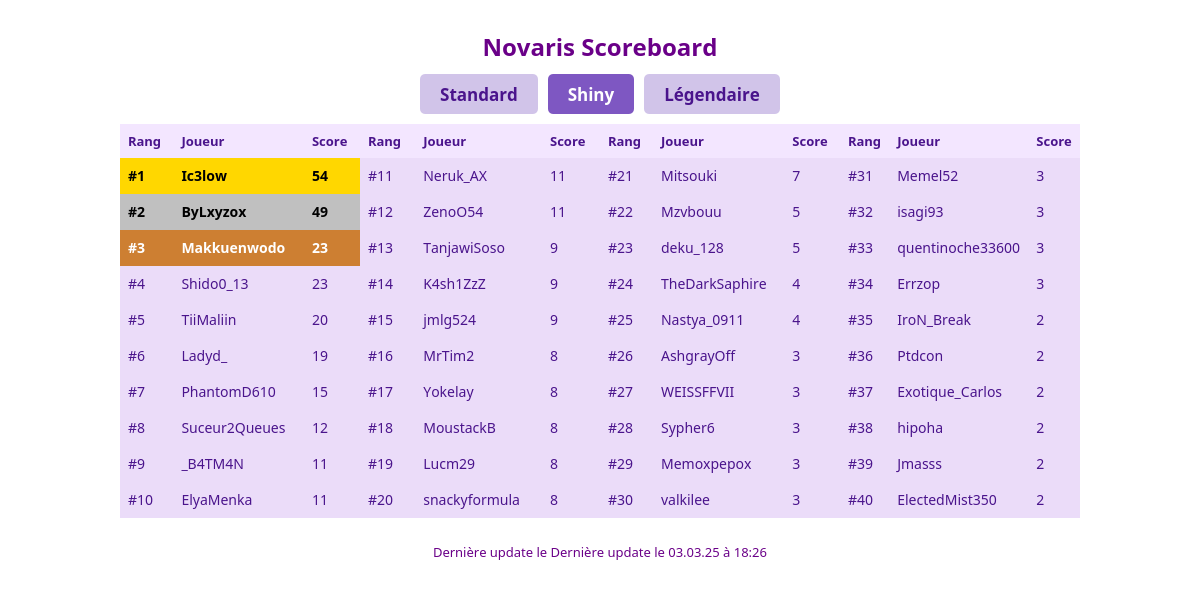 Novaris Scoreboard
Standard Shiny Légendaire
Rang Joueur Score Rang Joueur Score Rang Joueur Score Rang Joueur Score
#1 Ic3low 54 #11 Neruk_AX 11 #21 Mitsouki 7 #31 Memel52 3
#2 ByLxyzox 49 #12 ZenoO54 11 #22 Mzvbouu 5 #32 isagi93 3
#3 Makkuenwodo 23 #13 TanjawiSoso 9 #23 deku_128 5 #33 quentinoche33600 3
#4 Shido0_13 23 #14 K4sh1ZzZ 9 #24 TheDarkSaphire 4 #34 Errzop 3
#5 TiiMaliin 20 #15 jmlg524 9 #25 Nastya_0911 4 #35 IroN_Break 2
#6 Ladyd_ 19 #16 MrTim2 8 #26 AshgrayOff 3 #36 Ptdcon 2
#7 PhantomD610 15 #17 Yokelay 8 #27 WEISSFFVII 3 #37 Exotique_Carlos 2
#8 Suceur2Queues 12 #18 MoustackB 8 #28 Sypher6 3 #38 hipoha 2
#9 _B4TM4N 11 #19 Lucm29 8 #29 Memoxpepox 3 #39 Jmasss 2
#10 ElyaMenka 11 #20 snackyformula 8 #30 valkilee 3 #40 ElectedMist350 2
Dernière update le Dernière update le 03.03.25 à 18:26